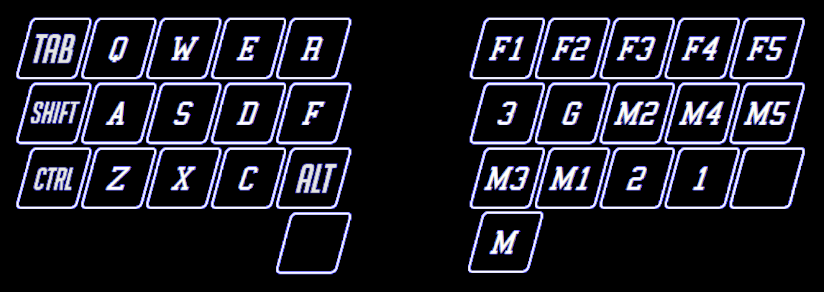 TAB Q W E R F1 F2 F3 F4 F5
SHIFT A S D F 3 G M2 M4 M5
CTRL Z X C ALT M3 M1 2 1
M